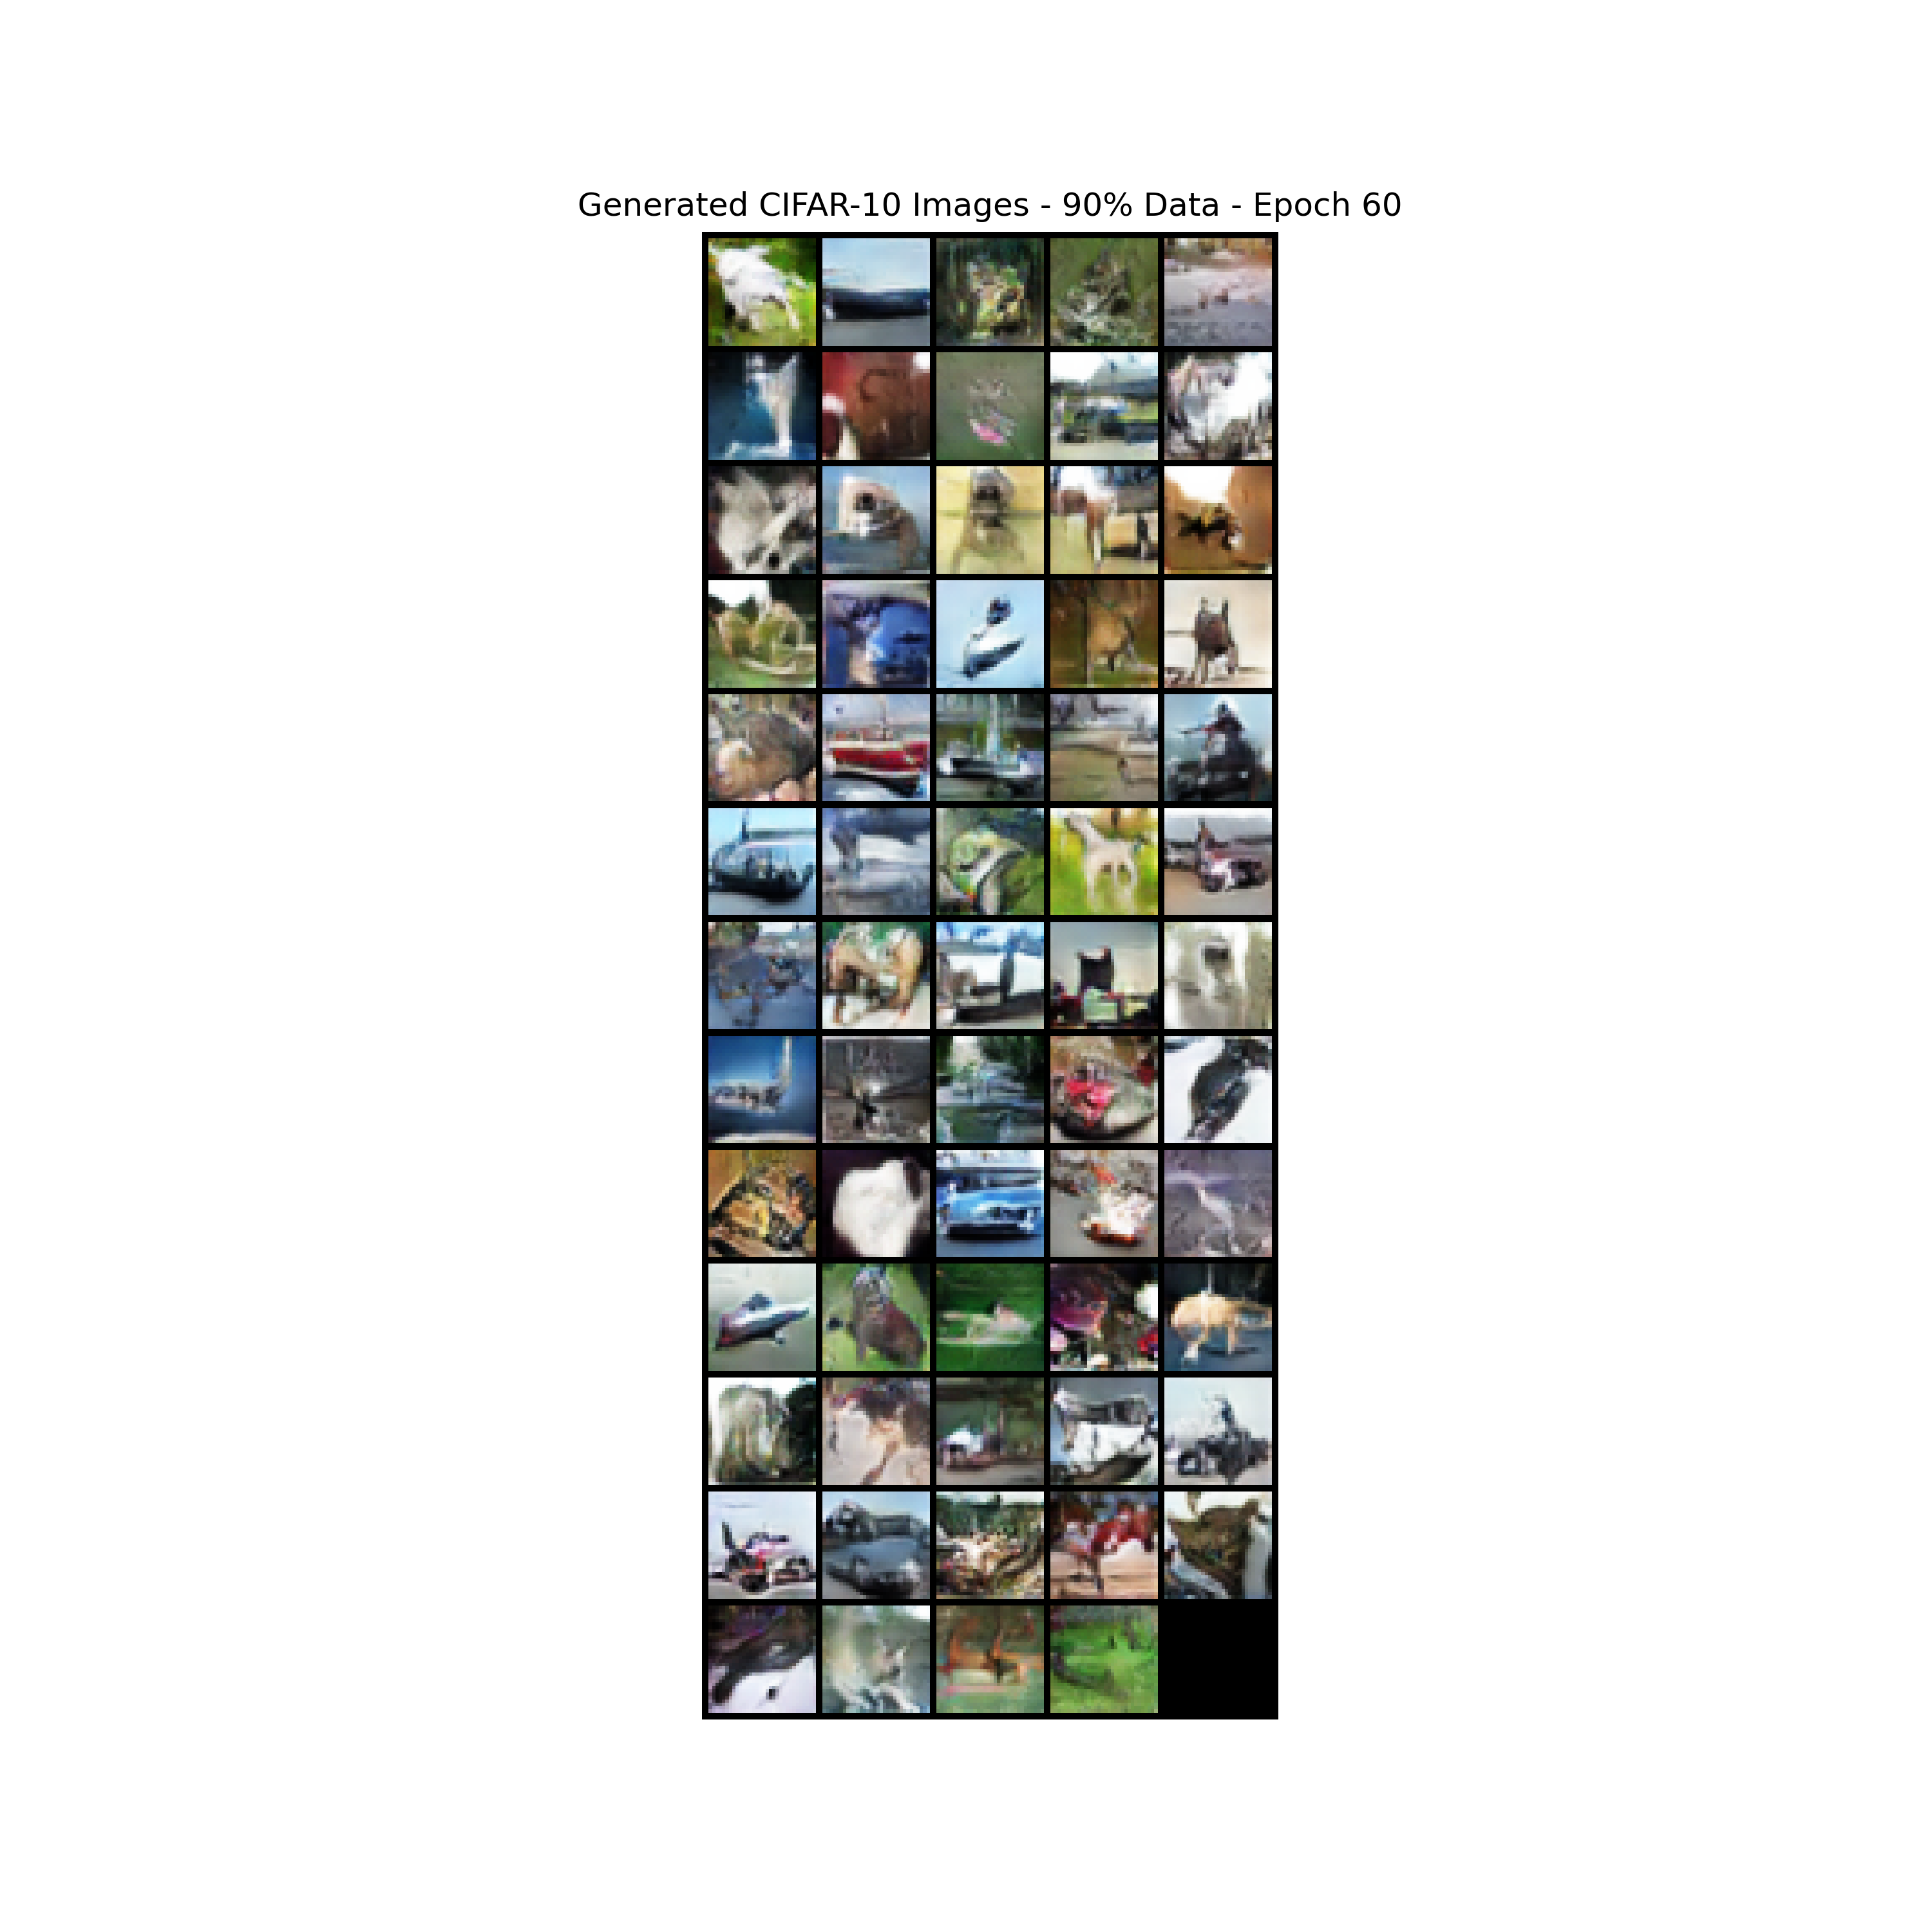 Generated CIFAR-10 Images - 90% Data - Epoch 60